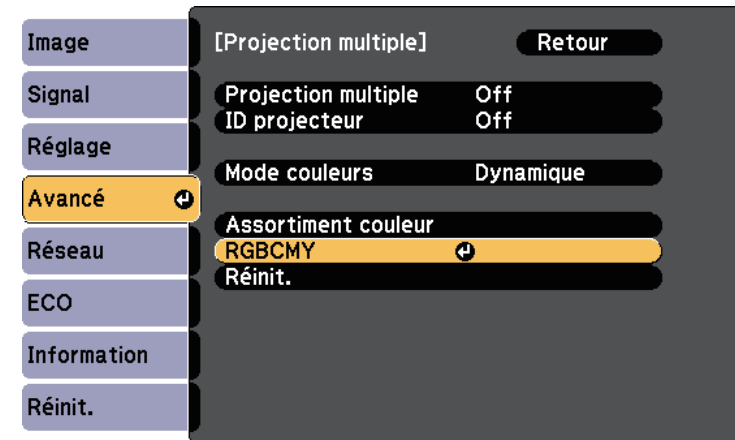 Image
Signal
Réglage
Avancé
Réseau
ECO
Information
Réinit.
[Projection multiple] Retour
Projection multiple Off
ID projecteur Off
Mode couleurs Dynamique
Assortiment couleur
RGBCMY
Réinit.